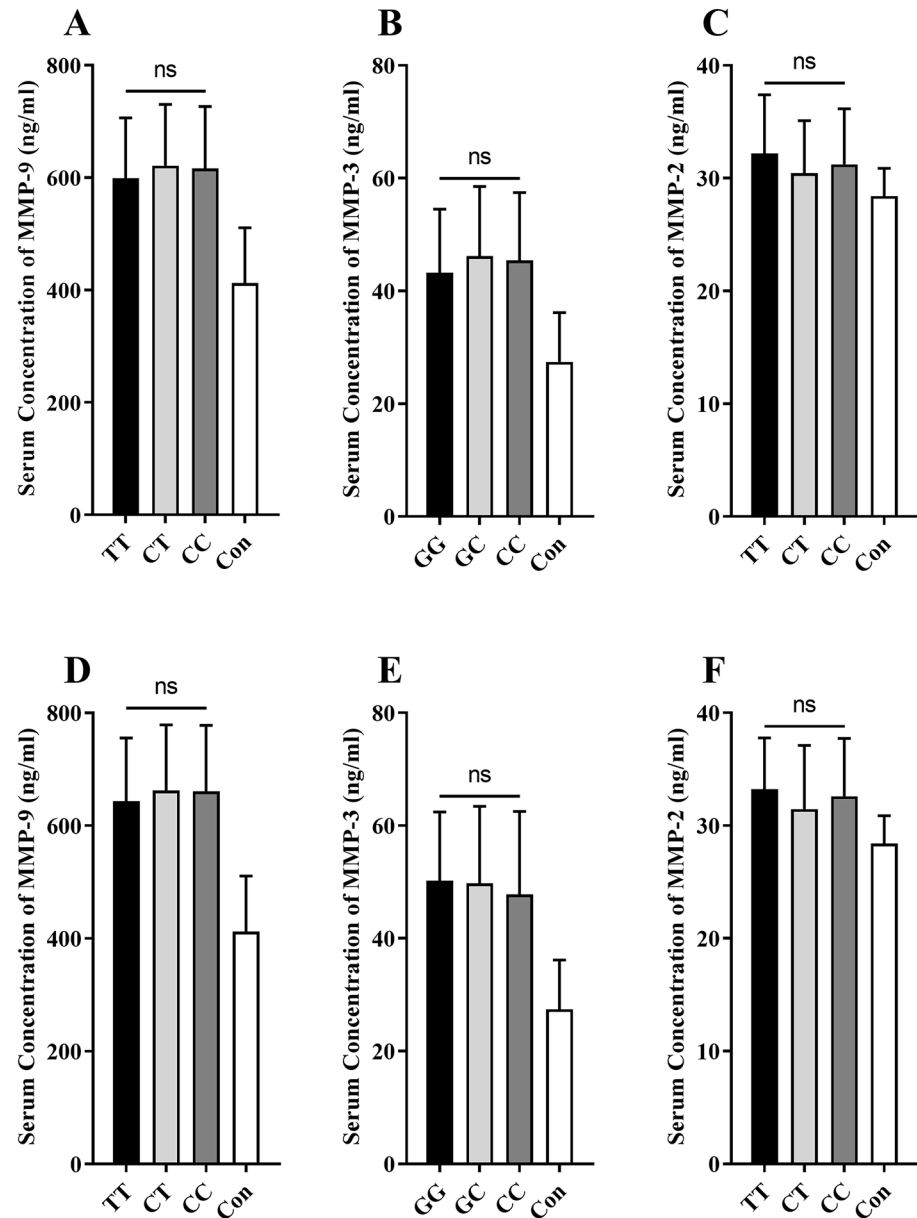 A
Serum Concentration of MMP-9 (ng/ml)
800
600
400
200
0
ns
TT
CT
CC
Con
B
Serum Concentration of MMP-3 (ng/ml)
80
60
40
20
0
ns
GG
GC
CC
Con
C
Serum Concentration of MMP-2 (ng/ml)
40
30
20
10
0
ns
TT
CT
CC
Con
D
Serum Concentration of MMP-9 (ng/ml)
800
600
400
200
0
ns
TT
CT
CC
Con
E
Serum Concentration of MMP-3 (ng/ml)
80
60
40
20
0
ns
GG
GC
CC
Con
F
Serum Concentration of MMP-2 (ng/ml)
40
30
20
10
0
ns
TT
CT
CC
Con